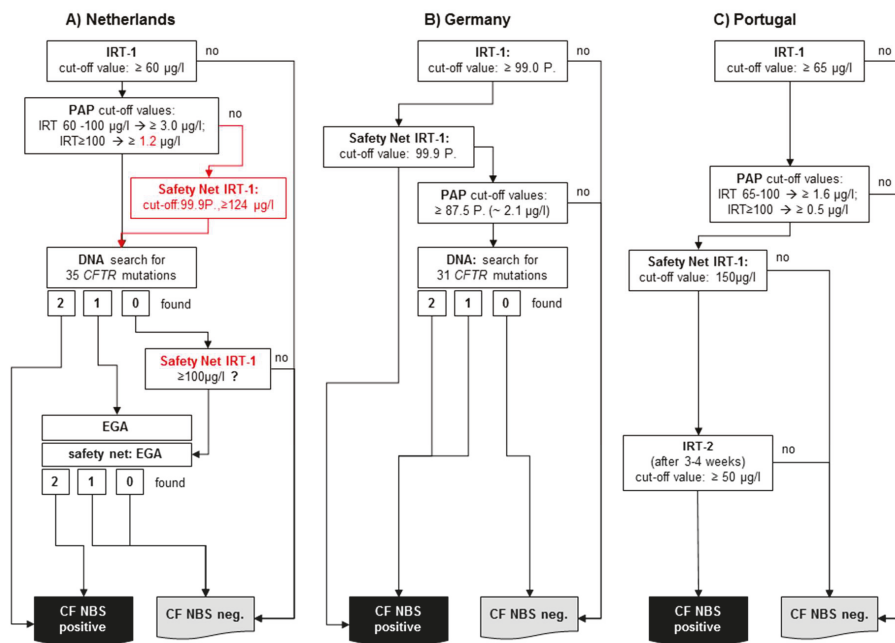 A) Netherlands
IRT-1
cut-off value: ≥ 60 µg/l
no
PAP cut-off values:
IRT 60 -100 µg/l → ≥ 3.0 µg/l;
IRT≥100 → ≥ 1.2 µg/l
no
Safety Net IRT-1:
cut-off:99.9P.,≥124 µg/l
DNA search for
35 CFTR mutations
2 1 0 found
Safety Net IRT-1
≥100µg/l ?
no
EGA
safety net: EGA
2 1 0 found
CF NBS
positive
CF NBS neg.
B) Germany
IRT-1:
cut-off value: ≥ 99.0 P.
no
Safety Net IRT-1:
cut-off value: 99.9 P.
PAP cut-off values:
≥ 87.5 P. (~ 2.1 µg/l)
no
DNA: search for
31 CFTR mutations
2 1 0 found
CF NBS
positive
CF NBS neg.
C) Portugal
IRT-1
cut-off value: ≥ 65 µg/l
no
PAP cut-off values:
IRT 65-100 → ≥ 1.6 µg/l;
IRT≥100 → ≥ 0.5 µg/l
no
Safety Net IRT-1:
cut-off value: 150µg/l
no
IRT-2
(after 3-4 weeks)
cut-off value: ≥ 50 µg/l
no
CF NBS
positive
CF NBS neg.